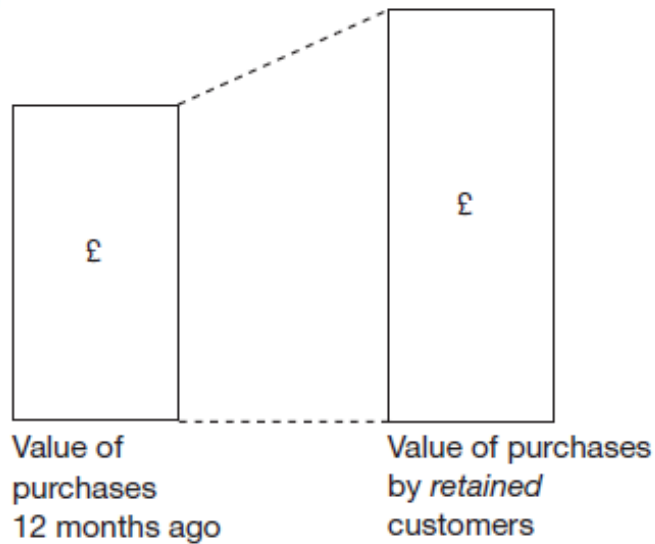 £
£
Value of
purchases
12 months ago
Value of purchases
by retained
customers